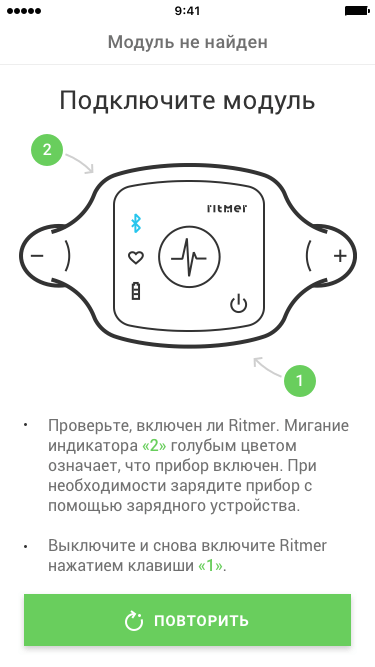 9:41
Модуль не найден
Подключите модуль
2
ritmer
−
+
1
• Проверьте, включен ли Ritmer. Мигание
индикатора «2» голубым цветом
означает, что прибор включен. При
необходимости зарядите прибор с
помощью зарядного устройства.
• Выключите и снова включите Ritmer
нажатием клавиши «1».
ПОВТОРИТЬ